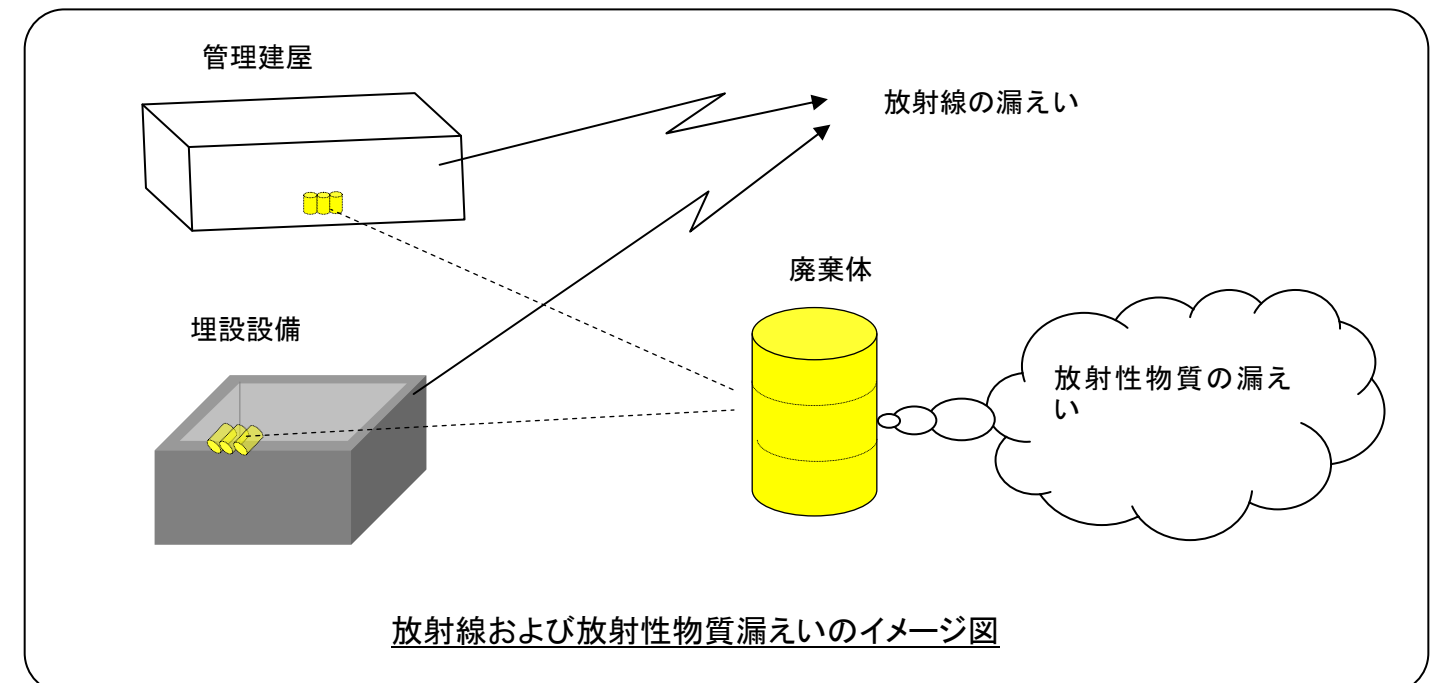 管理建屋
放射線の漏えい
廃棄体
埋設設備
放射性物質の漏え
い
放射線および放射性物質漏えいのイメージ図